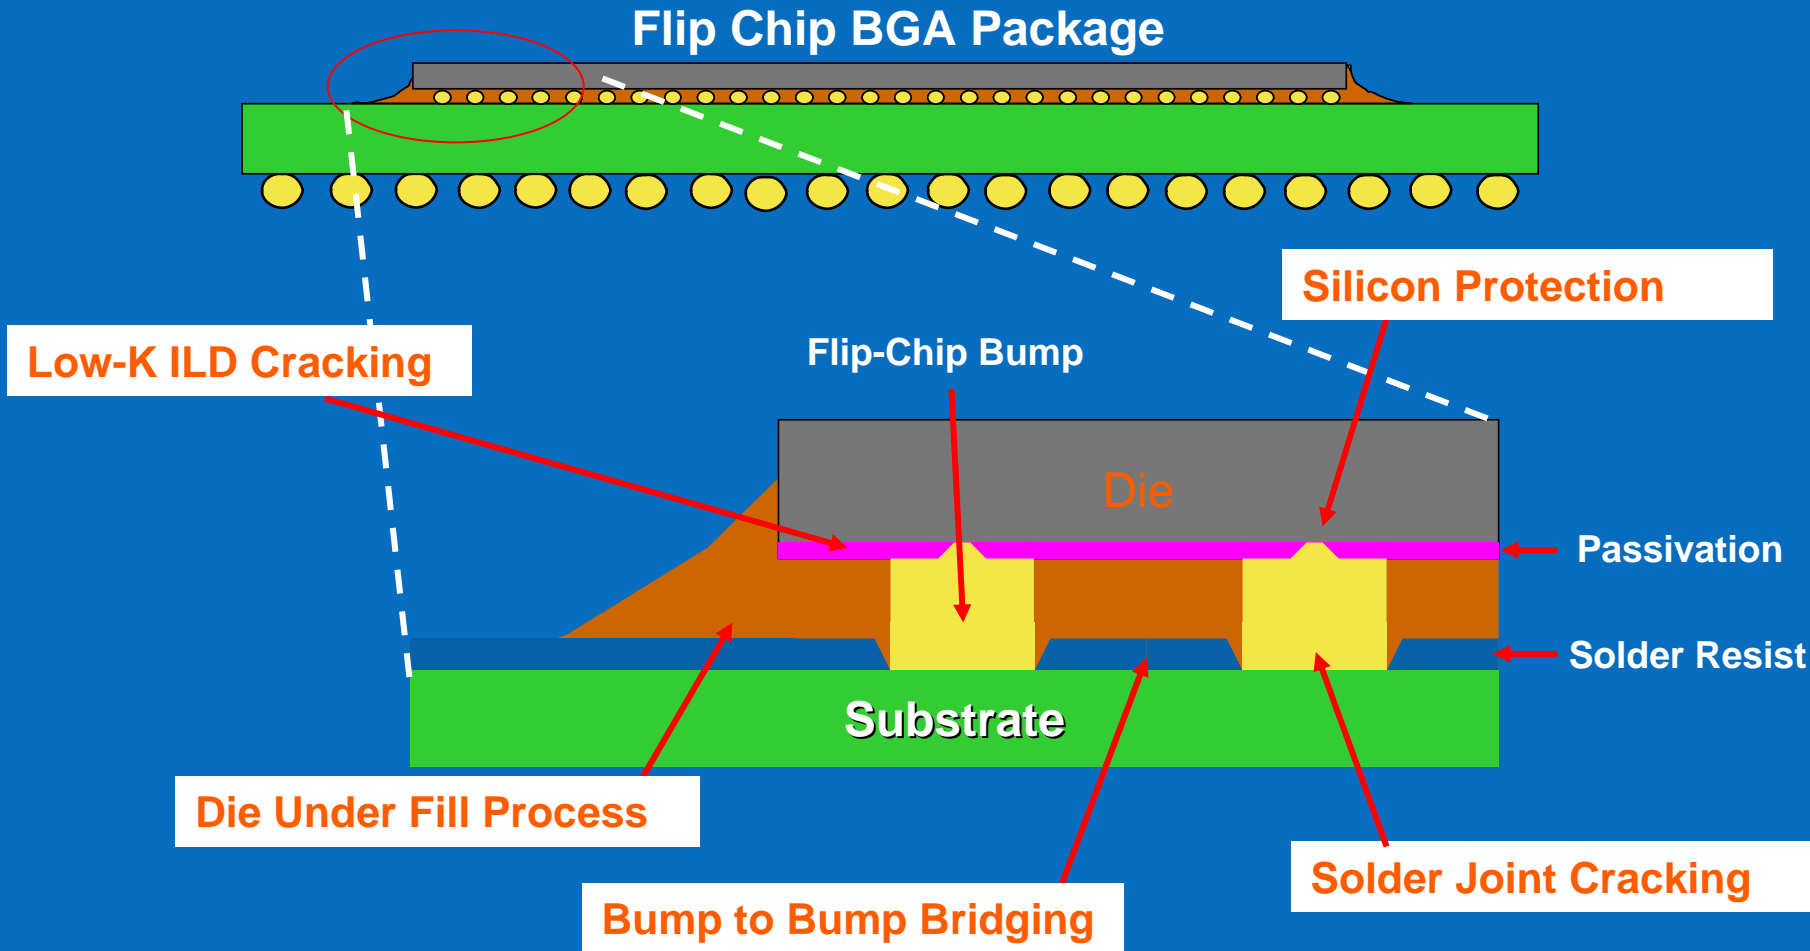 Flip Chip BGA Package
Silicon Protection
Low-K ILD Cracking
Flip-Chip Bump
Die
Passivation
Solder Resist
Substrate
Die Under Fill Process
Solder Joint Cracking
Bump to Bump Bridging